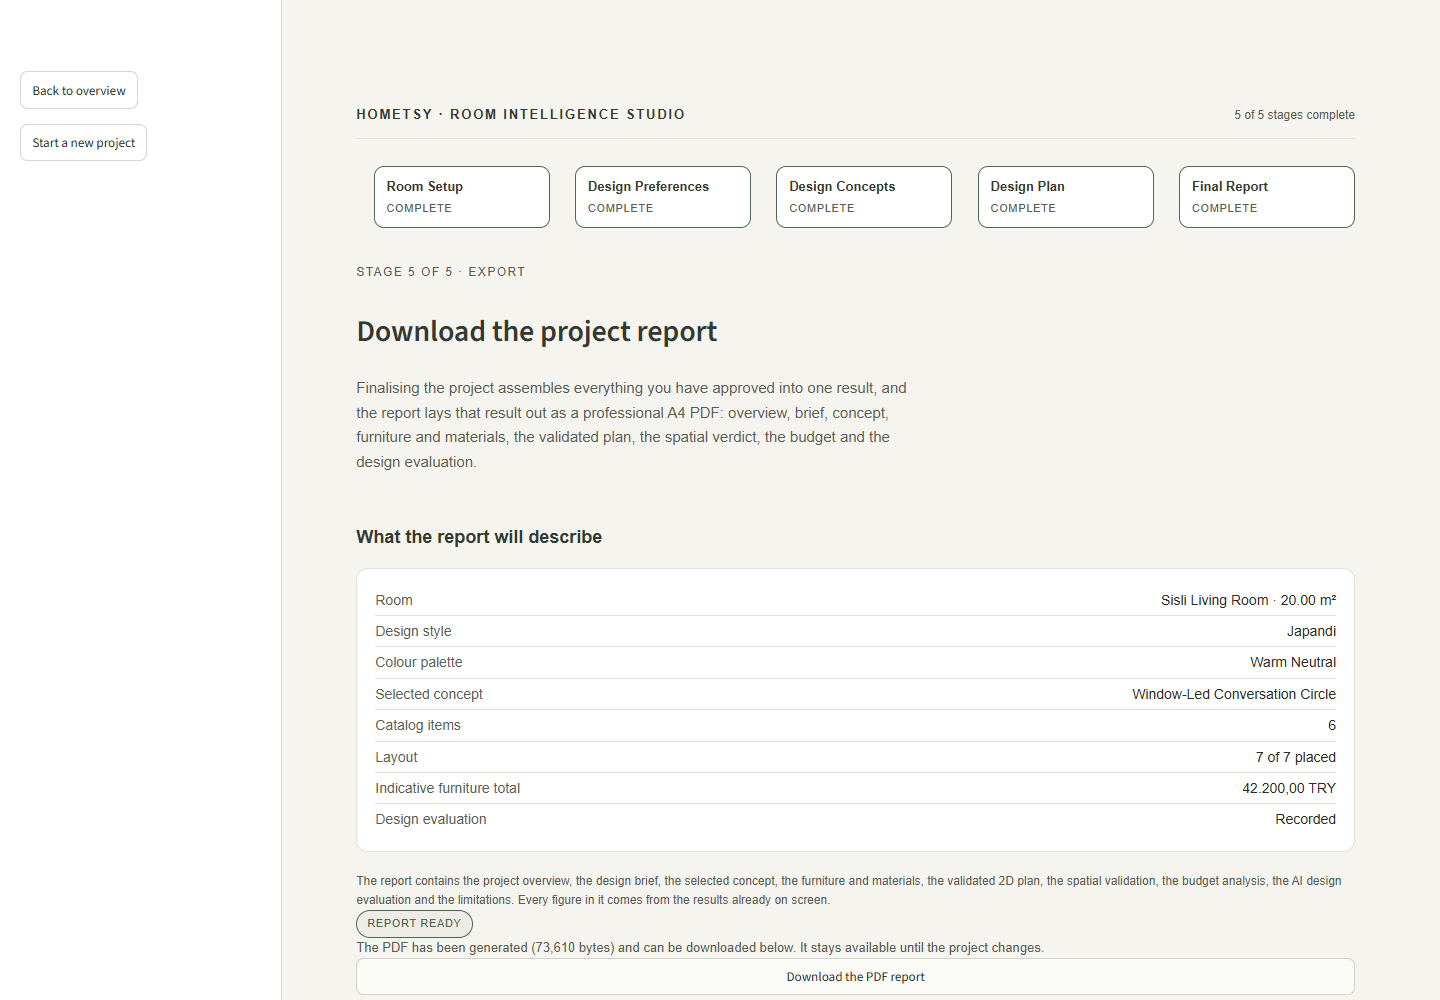 Back to overview
Start a new project
HOMETSY · ROOM INTELLIGENCE STUDIO
5 of 5 stages complete
Room Setup
COMPLETE
Design Preferences
COMPLETE
Design Concepts
COMPLETE
Design Plan
COMPLETE
Final Report
COMPLETE
STAGE 5 OF 5 · EXPORT
Download the project report
Finalising the project assembles everything you have approved into one result, and
the report lays that result out as a professional A4 PDF: overview, brief, concept,
furniture and materials, the validated plan, the spatial verdict, the budget and the
design evaluation.
What the report will describe
Room Sisli Living Room · 20.00 m²
Design style Japandi
Colour palette Warm Neutral
Selected concept Window-Led Conversation Circle
Catalog items 6
Layout 7 of 7 placed
Indicative furniture total 42.200,00 TRY
Design evaluation Recorded
The report contains the project overview, the design brief, the selected concept, the furniture and materials, the validated 2D plan, the spatial validation, the budget analysis, the AI design
evaluation and the limitations. Every figure in it comes from the results already on screen.
REPORT READY
The PDF has been generated (73,610 bytes) and can be downloaded below. It stays available until the project changes.
Download the PDF report